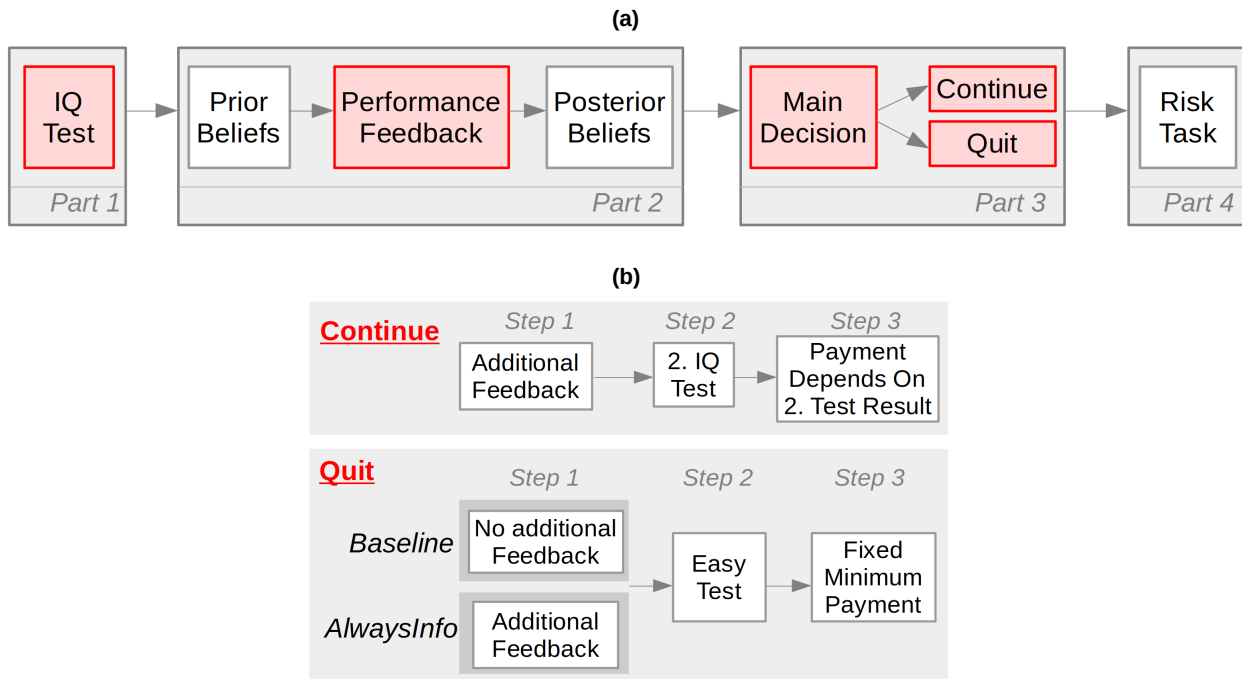 (a)
IQ
Test
Part 1
Prior
Beliefs
Performance
Feedback
Posterior
Beliefs
Part 2
Main
Decision
Continue
Quit
Part 3
Risk
Task
Part 4
(b)
Continue
Step 1
Additional
Feedback
Step 2
2. IQ
Test
Step 3
Payment
Depends On
2. Test Result
Quit
Step 1
Step 2
Step 3
Baseline
No additional
Feedback
AlwaysInfo
Additional
Feedback
Easy
Test
Fixed
Minimum
Payment